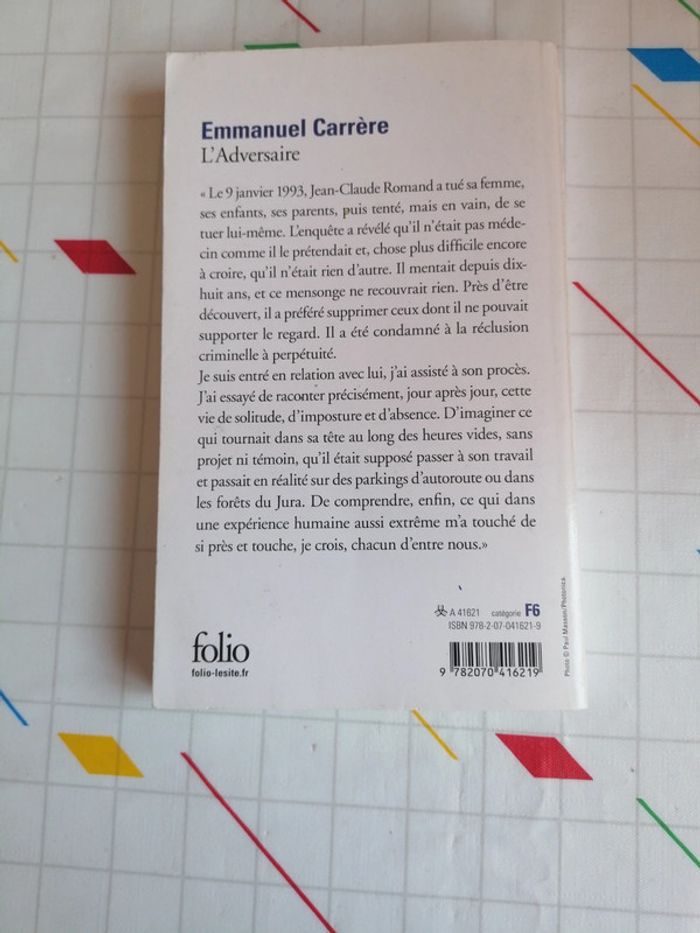 Emmanuel Carrère
L'Adversaire
« Le 9 janvier 1993, Jean-Claude Romand a tué sa femme,
ses enfants, ses parents, puis tenté, mais en vain, de se
tuer lui-même. L'enquête a révélé qu'il n'était pas méde-
cin comme il le prétendait et, chose plus difficile encore
à croire, qu'il n'était rien d'autre. Il mentait depuis dix-
huit ans, et ce mensonge ne recouvrait rien. Près d'être
découvert, il a préféré supprimer ceux dont il ne pouvait
supporter le regard. Il a été condamné à la réclusion
criminelle à perpétuité.
Je suis entré en relation avec lui, j'ai assisté à son procès.
J'ai essayé de raconter précisément, jour après jour, cette
vie de solitude, d'imposture et d'absence. D'imaginer ce
qui tournait dans sa tête au long des heures vides, sans
projet ni témoin, qu'il était supposé passer à son travail
et passait en réalité sur des parkings d'autoroute ou dans
les forêts du Jura. De comprendre, enfin, ce qui dans
une expérience humaine aussi extrême m'a touché de
si près et touche, je crois, chacun d'entre nous.»
A 41621 catégorie F6
ISBN 978-2-07-041621-9
folio
folio-lesite.fr
9 782070 416219
Photo © Paul Masson/Photonica.